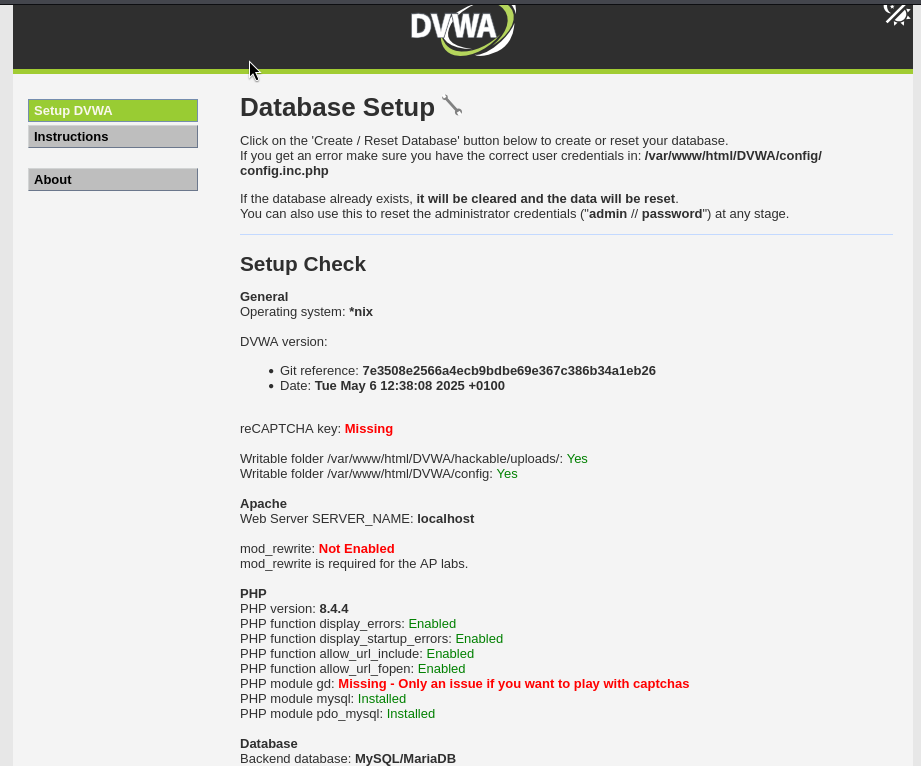 DVWA
Setup DVWA
Instructions
About
Database Setup
Click on the 'Create / Reset Database' button below to create or reset your database.
If you get an error make sure you have the correct user credentials in: /var/www/html/DVWA/config/
config.inc.php
If the database already exists, it will be cleared and the data will be reset.
You can also use this to reset the administrator credentials ("admin // password") at any stage.
Setup Check
General
Operating system: *nix
DVWA version:
• Git reference: 7e3508e2566a4ecb9bdbe69e367c386b34a1eb26
• Date: Tue May 6 12:38:08 2025 +0100
reCAPTCHA key: Missing
Writable folder /var/www/html/DVWA/hackable/uploads/: Yes
Writable folder /var/www/html/DVWA/config: Yes
Apache
Web Server SERVER_NAME: localhost
mod_rewrite: Not Enabled
mod_rewrite is required for the AP labs.
PHP
PHP version: 8.4.4
PHP function display_errors: Enabled
PHP function display_startup_errors: Enabled
PHP function allow_url_include: Enabled
PHP function allow_url_fopen: Enabled
PHP module gd: Missing - Only an issue if you want to play with captchas
PHP module mysql: Installed
PHP module pdo_mysql: Installed
Database
Backend database: MySQL/MariaDB